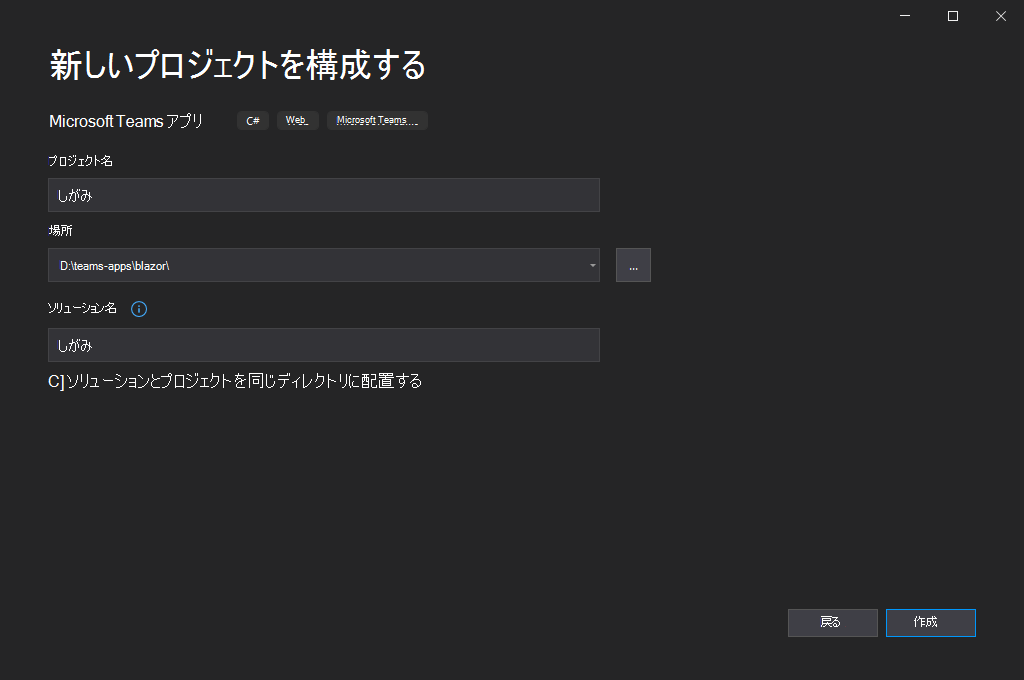 新しいプロジェクトを構成する
Microsoft Teams アプリ C# Web Microsoft Teams...
プロジェクト名
しがみ
場所
D:\teams-apps\blazor\ ...
ソリューション名
しがみ
C]ソリューションとプロジェクトを同じディレクトリに配置する
戻る 作成